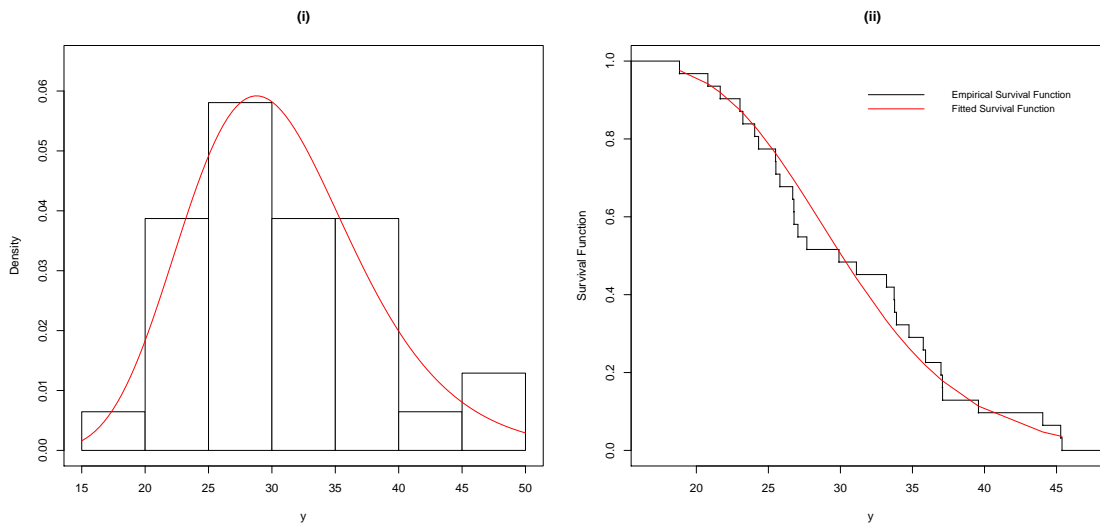 (i)
Density
0.00 0.01 0.02 0.03 0.04 0.05 0.06
15 20 25 30 35 40 45 50
y
(ii)
Survival Function
0.0 0.2 0.4 0.6 0.8 1.0
Empirical Survival Function
Fitted Survival Function
20 25 30 35 40 45
y